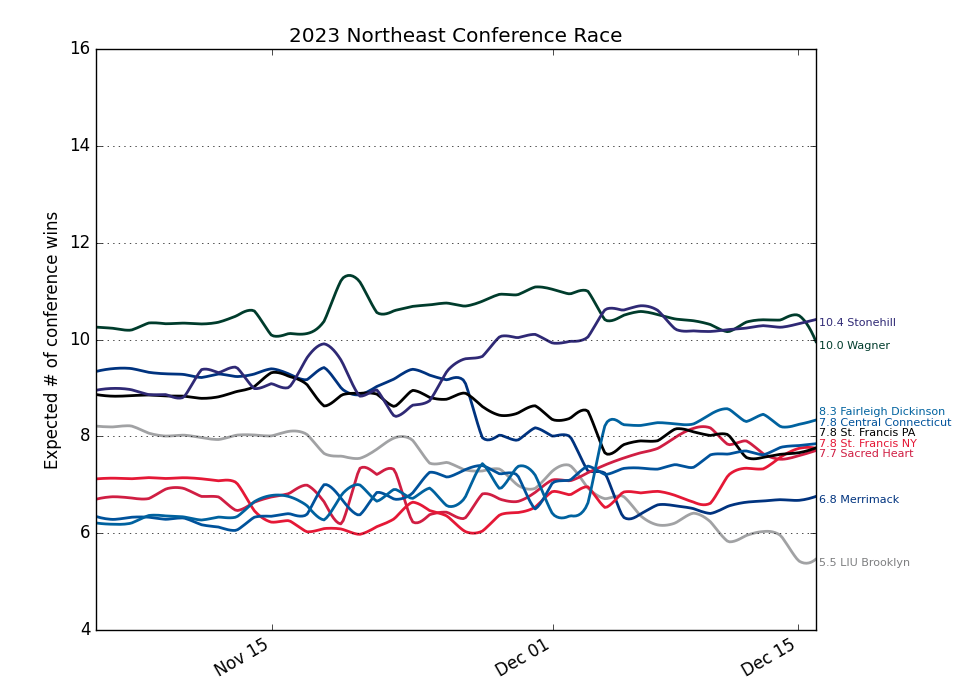 2023 Northeast Conference Race
Expected # of conference wins
16
14
12
10
8
6
4
Nov 15
Dec 01
Dec 15
10.4 Stonehill
10.0 Wagner
8.3 Fairleigh Dickinson
7.8 Central Connecticut
7.8 St. Francis PA
7.8 St. Francis NY
7.7 Sacred Heart
6.8 Merrimack
5.5 LIU Brooklyn